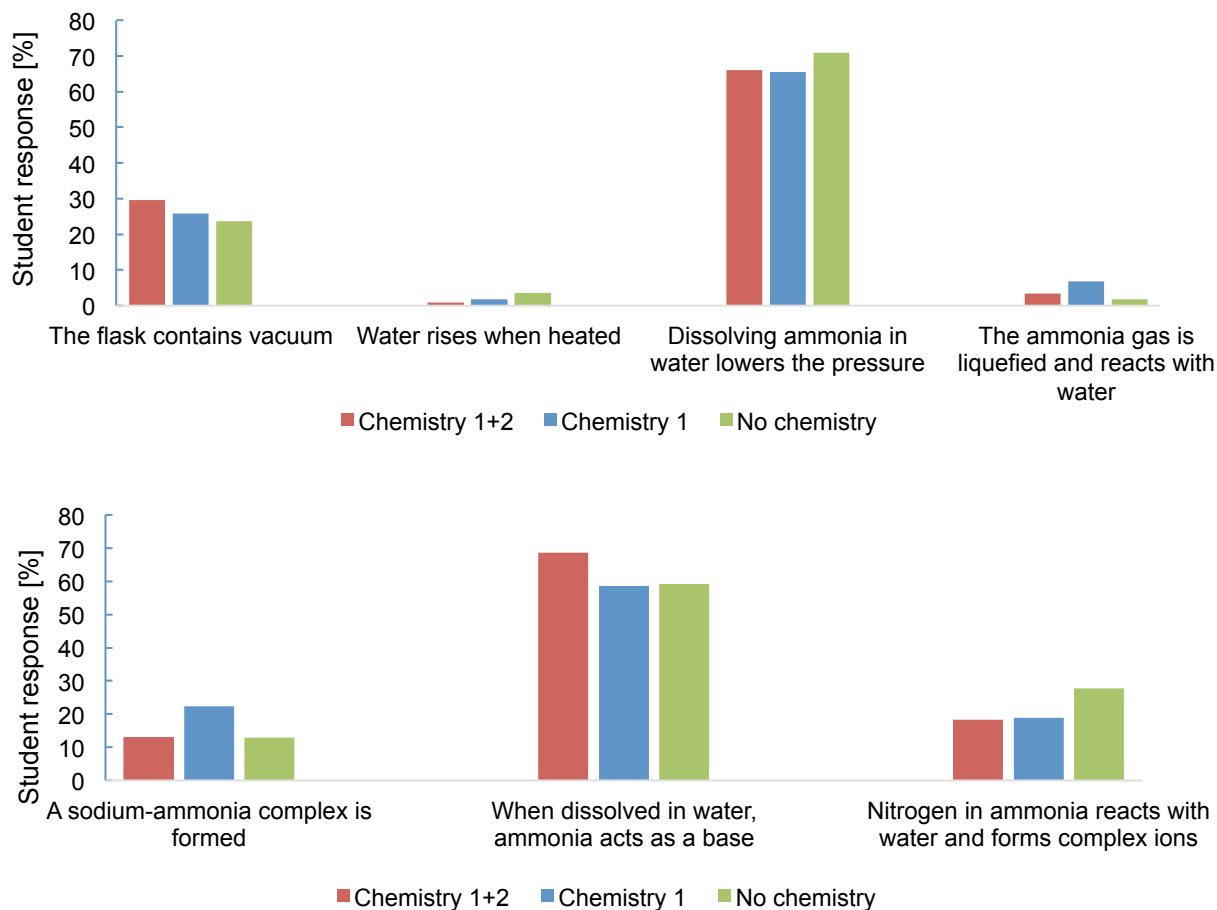 80
70
60
50
40
30
20
10
0
Student response [%]
The flask contains vacuum
Water rises when heated
Dissolving ammonia in
water lowers the pressure
The ammonia gas is
liquefied and reacts with
water
Chemistry 1+2
Chemistry 1
No chemistry
80
70
60
50
40
30
20
10
0
Student response [%]
A sodium-ammonia complex is
formed
When dissolved in water,
ammonia acts as a base
Nitrogen in ammonia reacts with
water and forms complex ions
Chemistry 1+2
Chemistry 1
No chemistry